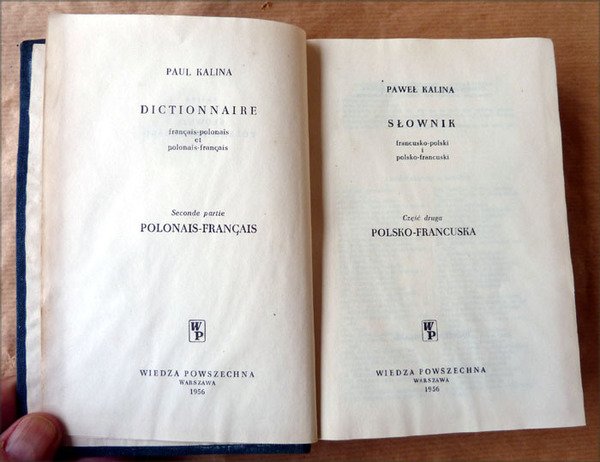 PAUL KALINA
DICTIONNAIRE
français-polonais
et
polonais-français
Seconde partie
POLONAIS-FRANÇAIS
WP
WIEDZA POWSZECHNA
WARSZAWA
1956
PAWEŁ KALINA
SŁOWNIK
francusko-polski
i
polsko-francuski
Część druga
POLSKO-FRANCUSKA
WP
WIEDZA POWSZECHNA
WARSZAWA
1956